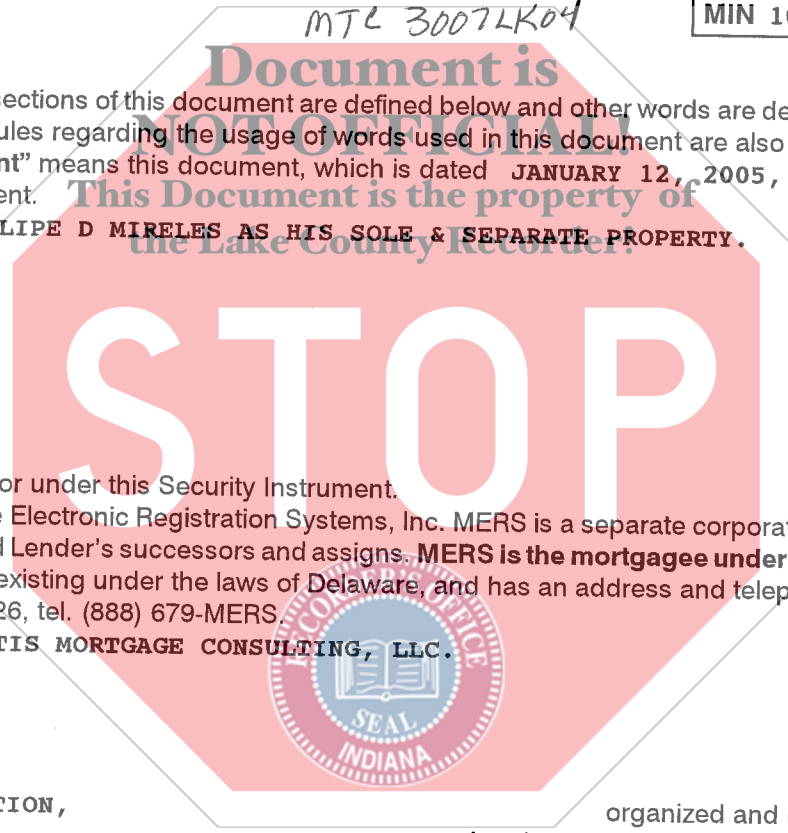 MTC 3007LK04
MIN 10
Document is
sections of this document are defined below and other words are de
NOT OFFICIAL!
ules regarding the usage of words used in this document are also
nt" means this document, which is dated JANUARY 12, 2005,
ent.
This Document is the property of
LIPE D MIRELES AS HIS SOLE & SEPARATE PROPERTY.
the Lake County Recorder!
STOP
or under this Security Instrument.
e Electronic Registration Systems, Inc. MERS is a separate corporat
d Lender's successors and assigns. MERS is the mortgagee under
existing under the laws of Delaware, and has an address and telep
26, tel. (888) 679-MERS.
TIS MORTGAGE CONSULTING, LLC.
RECORDERS OFFICE
SEAL
INDIANA
TION,
organized and